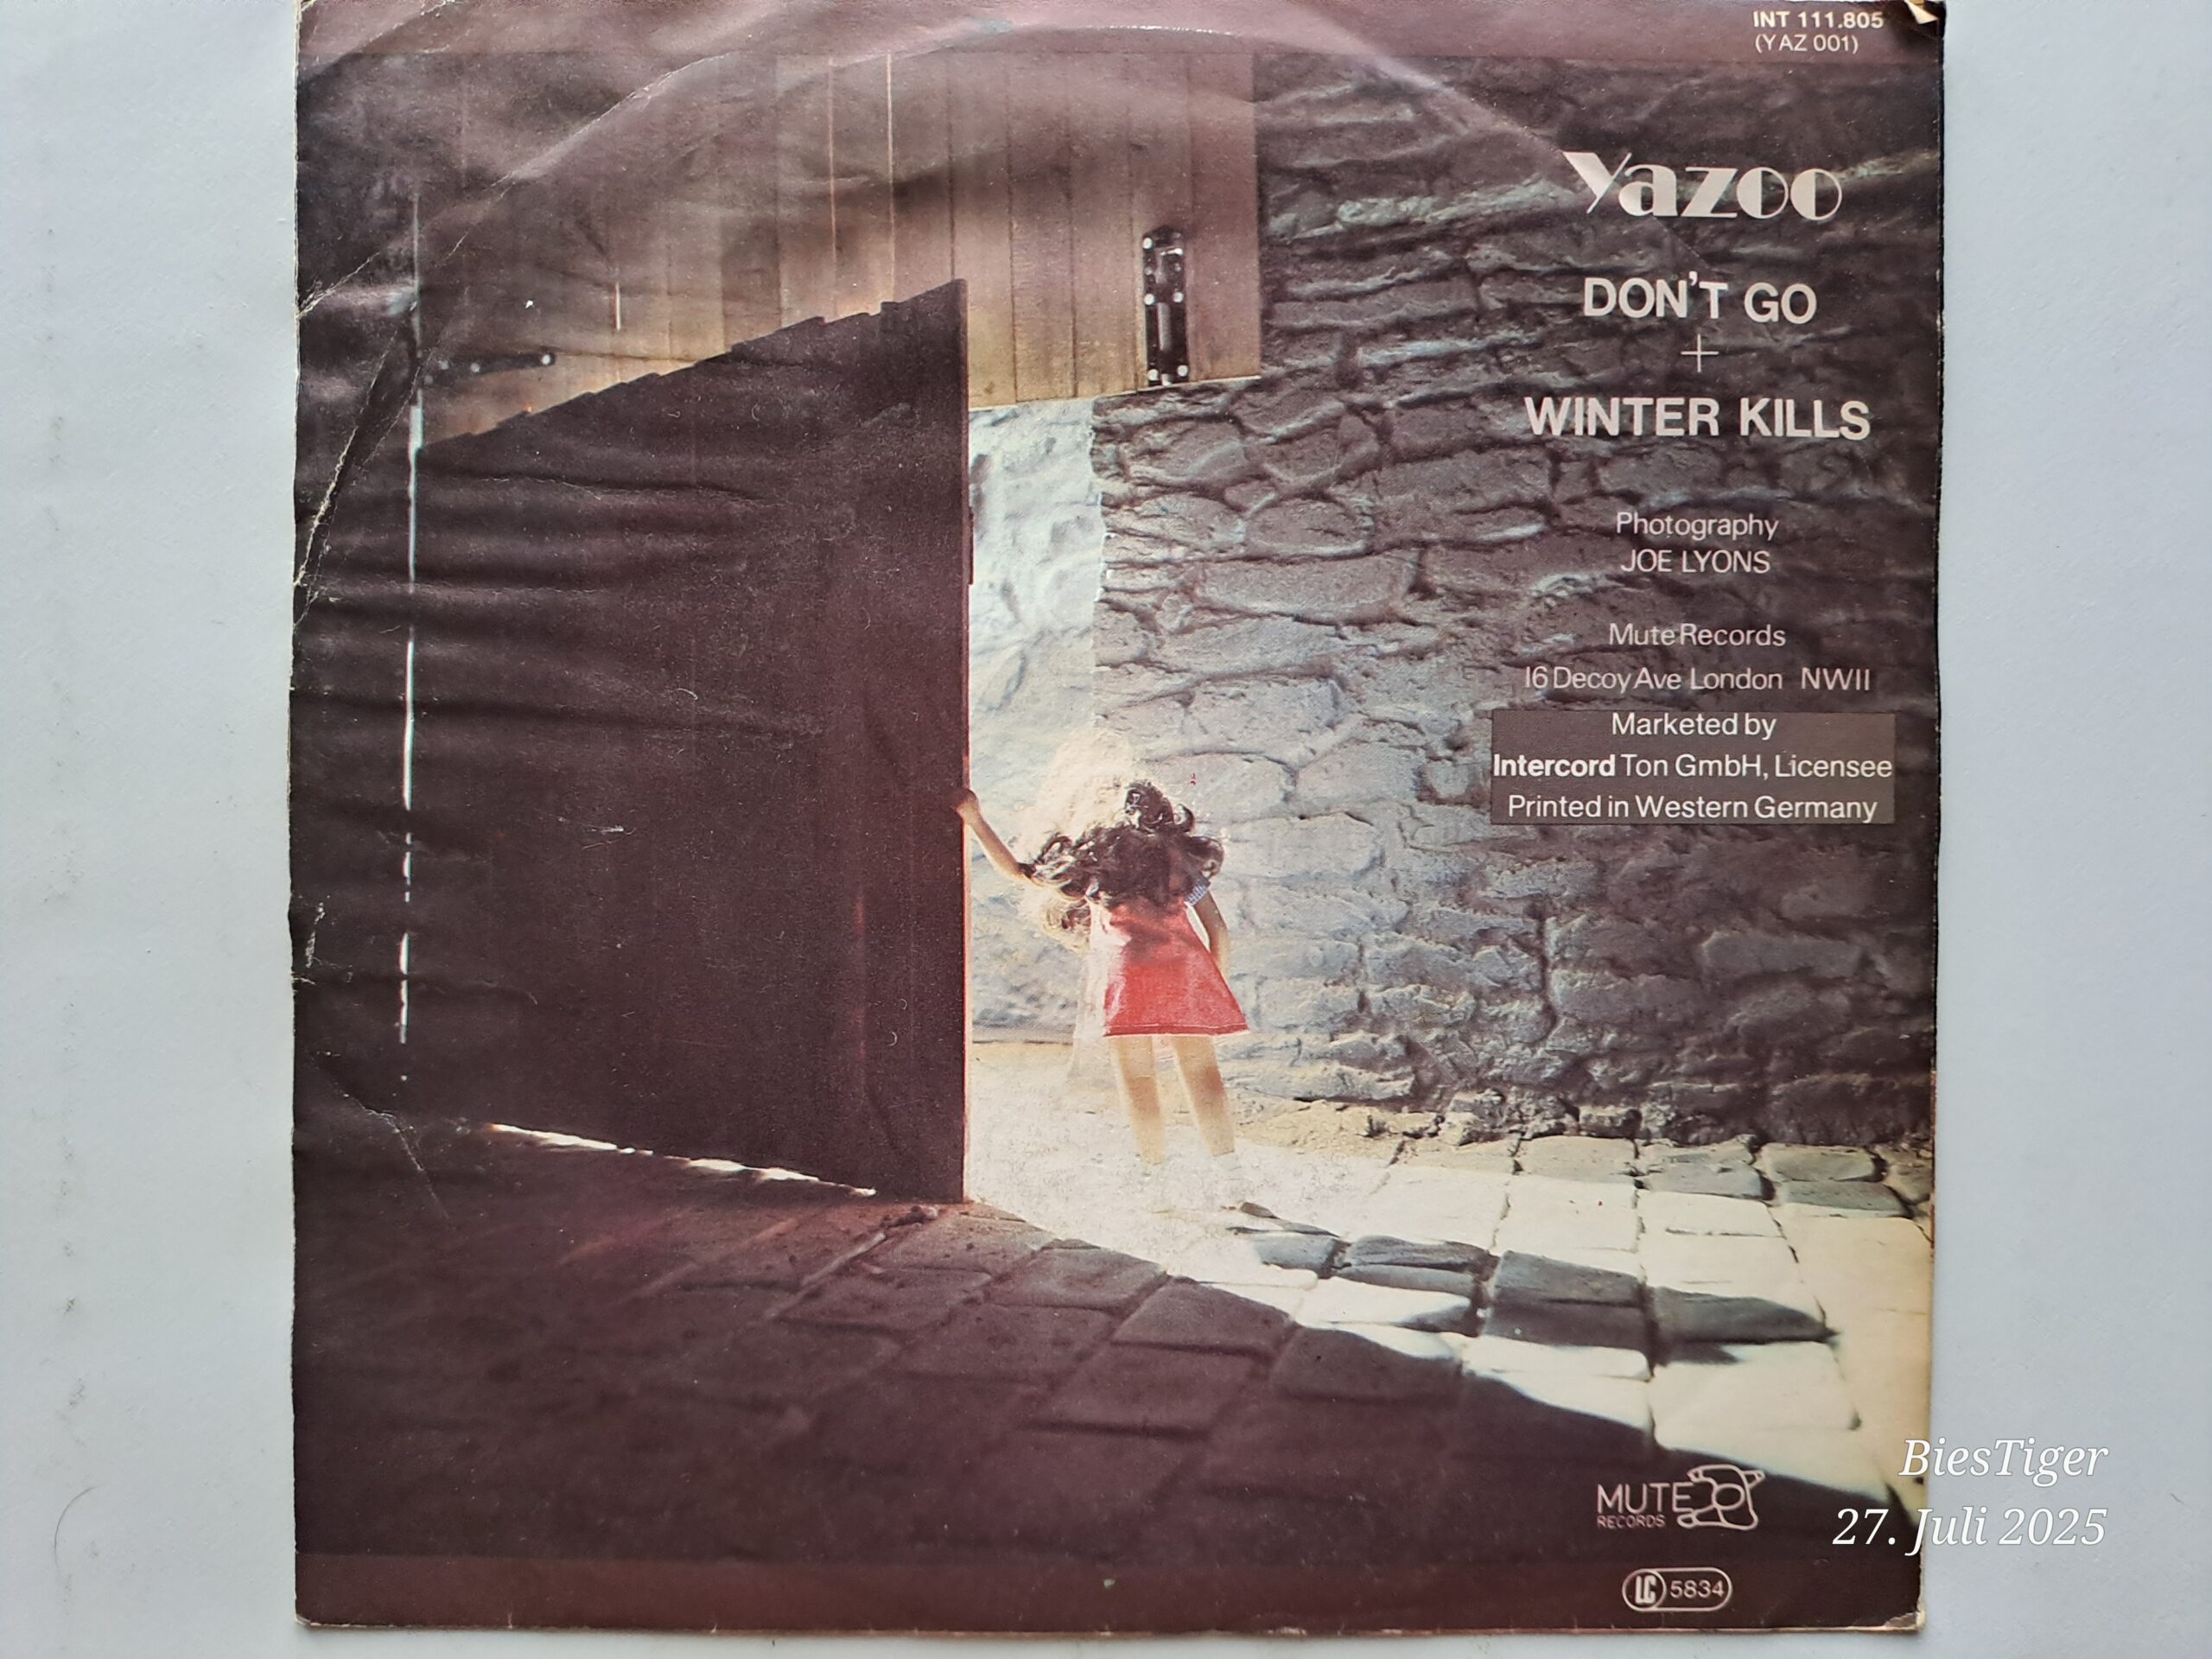 INT 111.805
(YAZ 001)
Yazoo
DON'T GO
+
WINTER KILLS
Photography
JOE LYONS
Mute Records
16 Decoy Ave London NW11
Marketed by
Intercord Ton GmbH, Licensee
Printed in Western Germany
MUTE
RECORDS
LC 5834
BiesTiger
27. Juli 2025